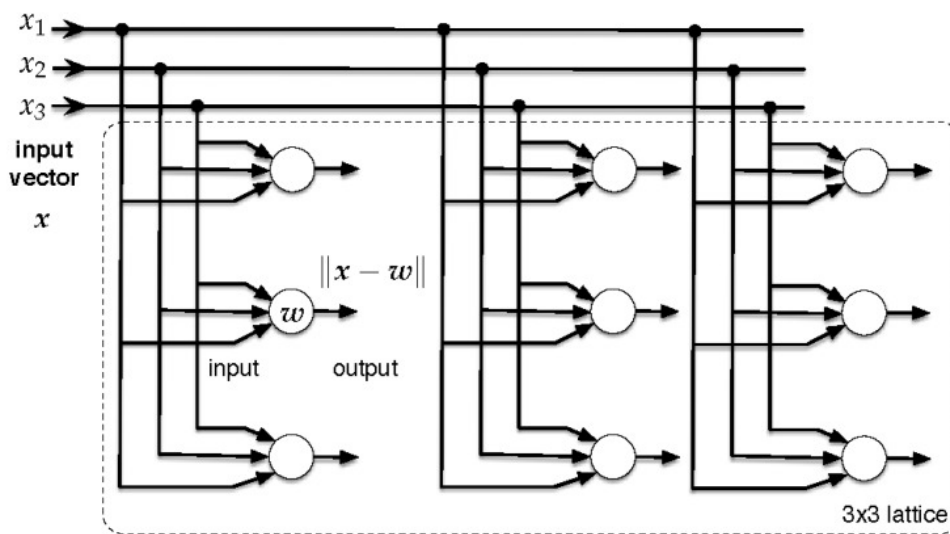 x1
x2
x3
input
vector
x
‖x − w‖
w
input
output
3x3 lattice